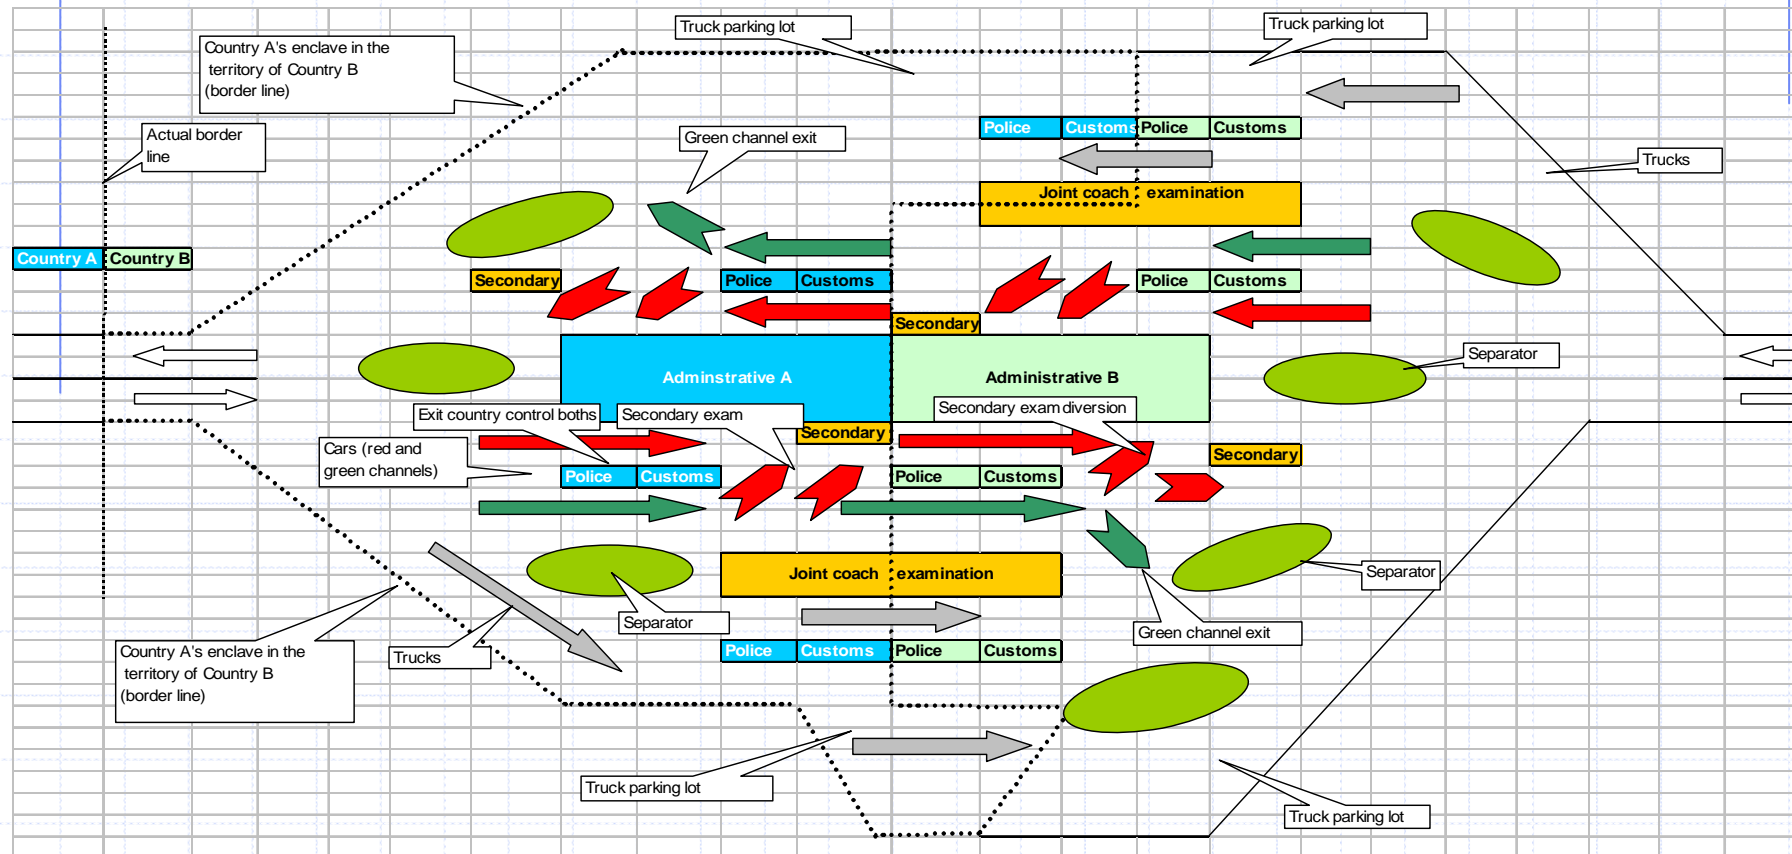 Truck parking lot
Truck parking lot
Country A's enclave in the
territory of Country B
(border line)
Actual border
line
Green channel exit
Police
Customs
Police
Customs
Trucks
Joint coach examination
Country A
Country B
Secondary
Police
Customs
Police
Customs
Secondary
Adminstrative A
Administrative B
Separator
Exit country control boths
Secondary exam
Secondary exam diversion
Cars (red and
green channels)
Secondary
Secondary
Police
Customs
Police
Customs
Joint coach examination
Separator
Separator
Green channel exit
Country A's enclave in the
territory of Country B
(border line)
Trucks
Police
Customs
Police
Customs
Truck parking lot
Truck parking lot